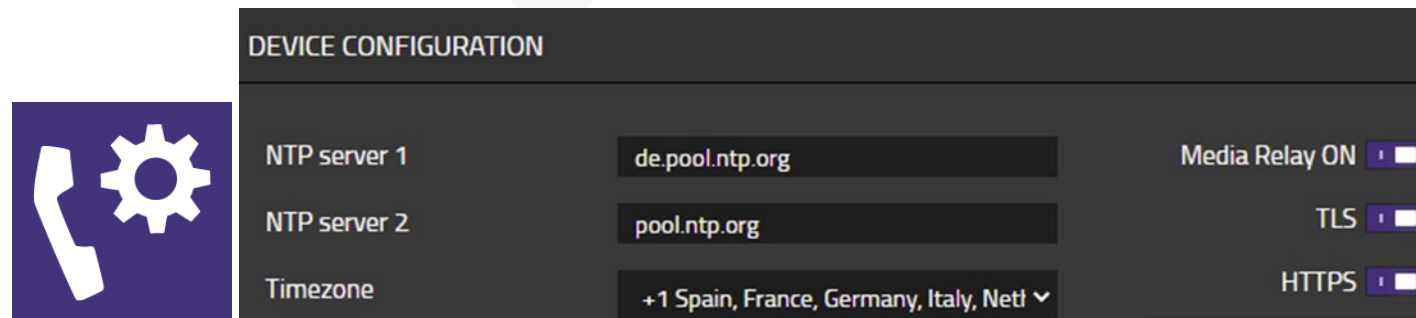 DEVICE CONFIGURATION
NTP server 1 de.pool.ntp.org Media Relay ON
NTP server 2 pool.ntp.org TLS
Timezone +1 Spain, France, Germany, Italy, Neth HTTPS